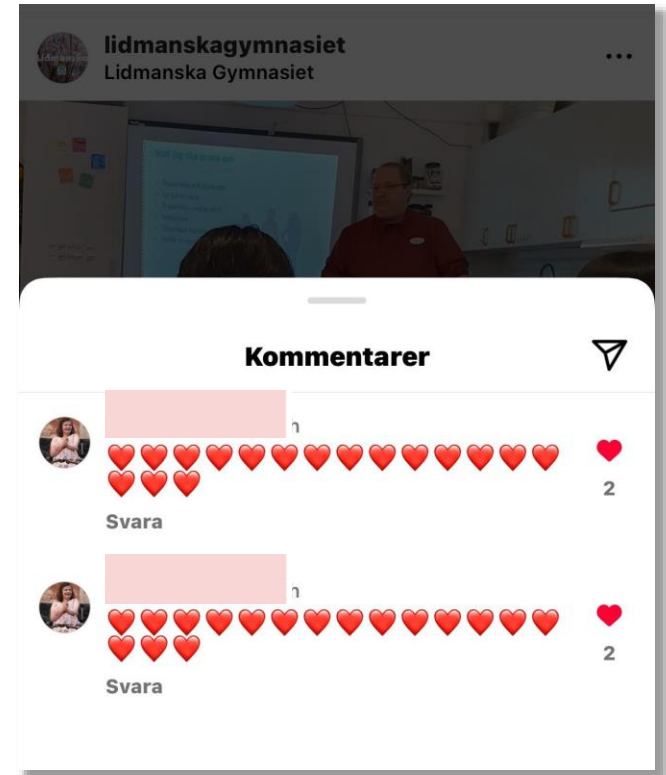 lidmanskagymnasiet
Lidmanska Gymnasiet
Kommentarer
h
❤️❤️❤️❤️❤️❤️❤️❤️❤️❤️❤️❤️❤️❤️
❤️❤️❤️
2
Svara
h
❤️❤️❤️❤️❤️❤️❤️❤️❤️❤️❤️❤️❤️❤️
❤️❤️❤️
2
Svara